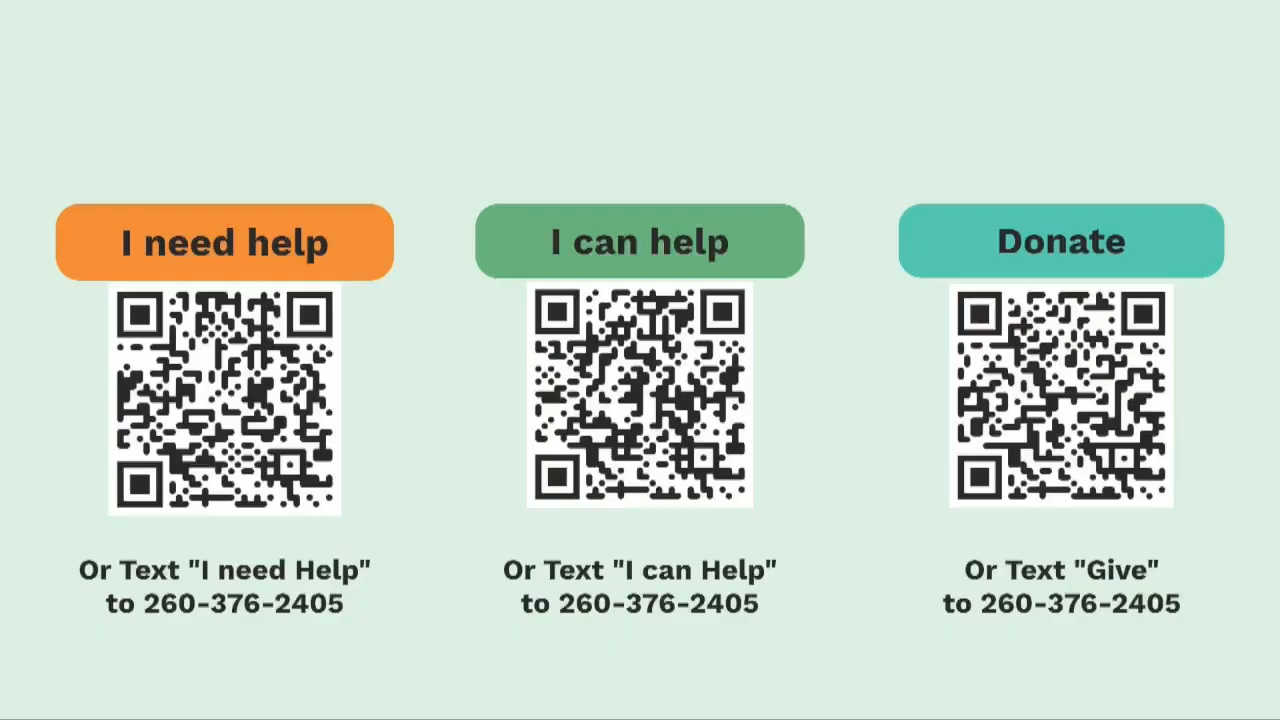 I need help
I can help
Donate
Or Text "I need Help"
to 260-376-2405
Or Text "I can Help"
to 260-376-2405
Or Text "Give"
to 260-376-2405